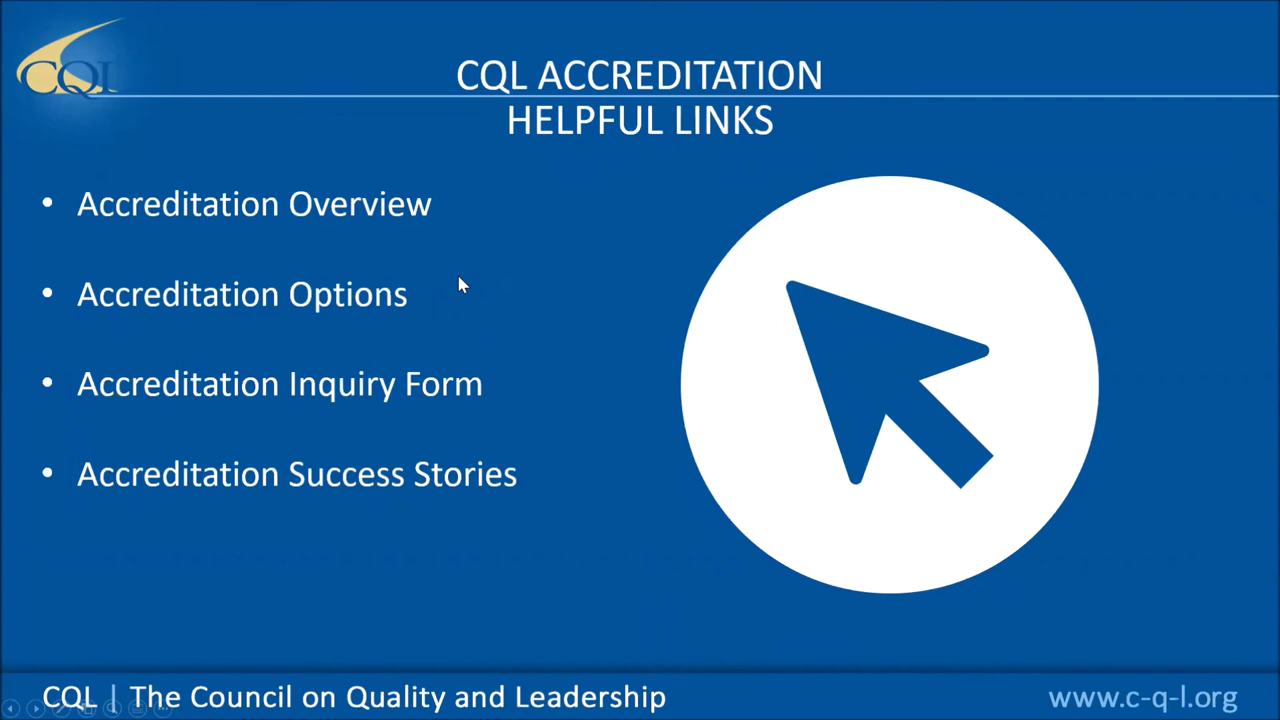 CQL
CQL ACCREDITATION
HELPFUL LINKS
• Accreditation Overview
• Accreditation Options
• Accreditation Inquiry Form
• Accreditation Success Stories
CQL | The Council on Quality and Leadership
www.c-q-l.org